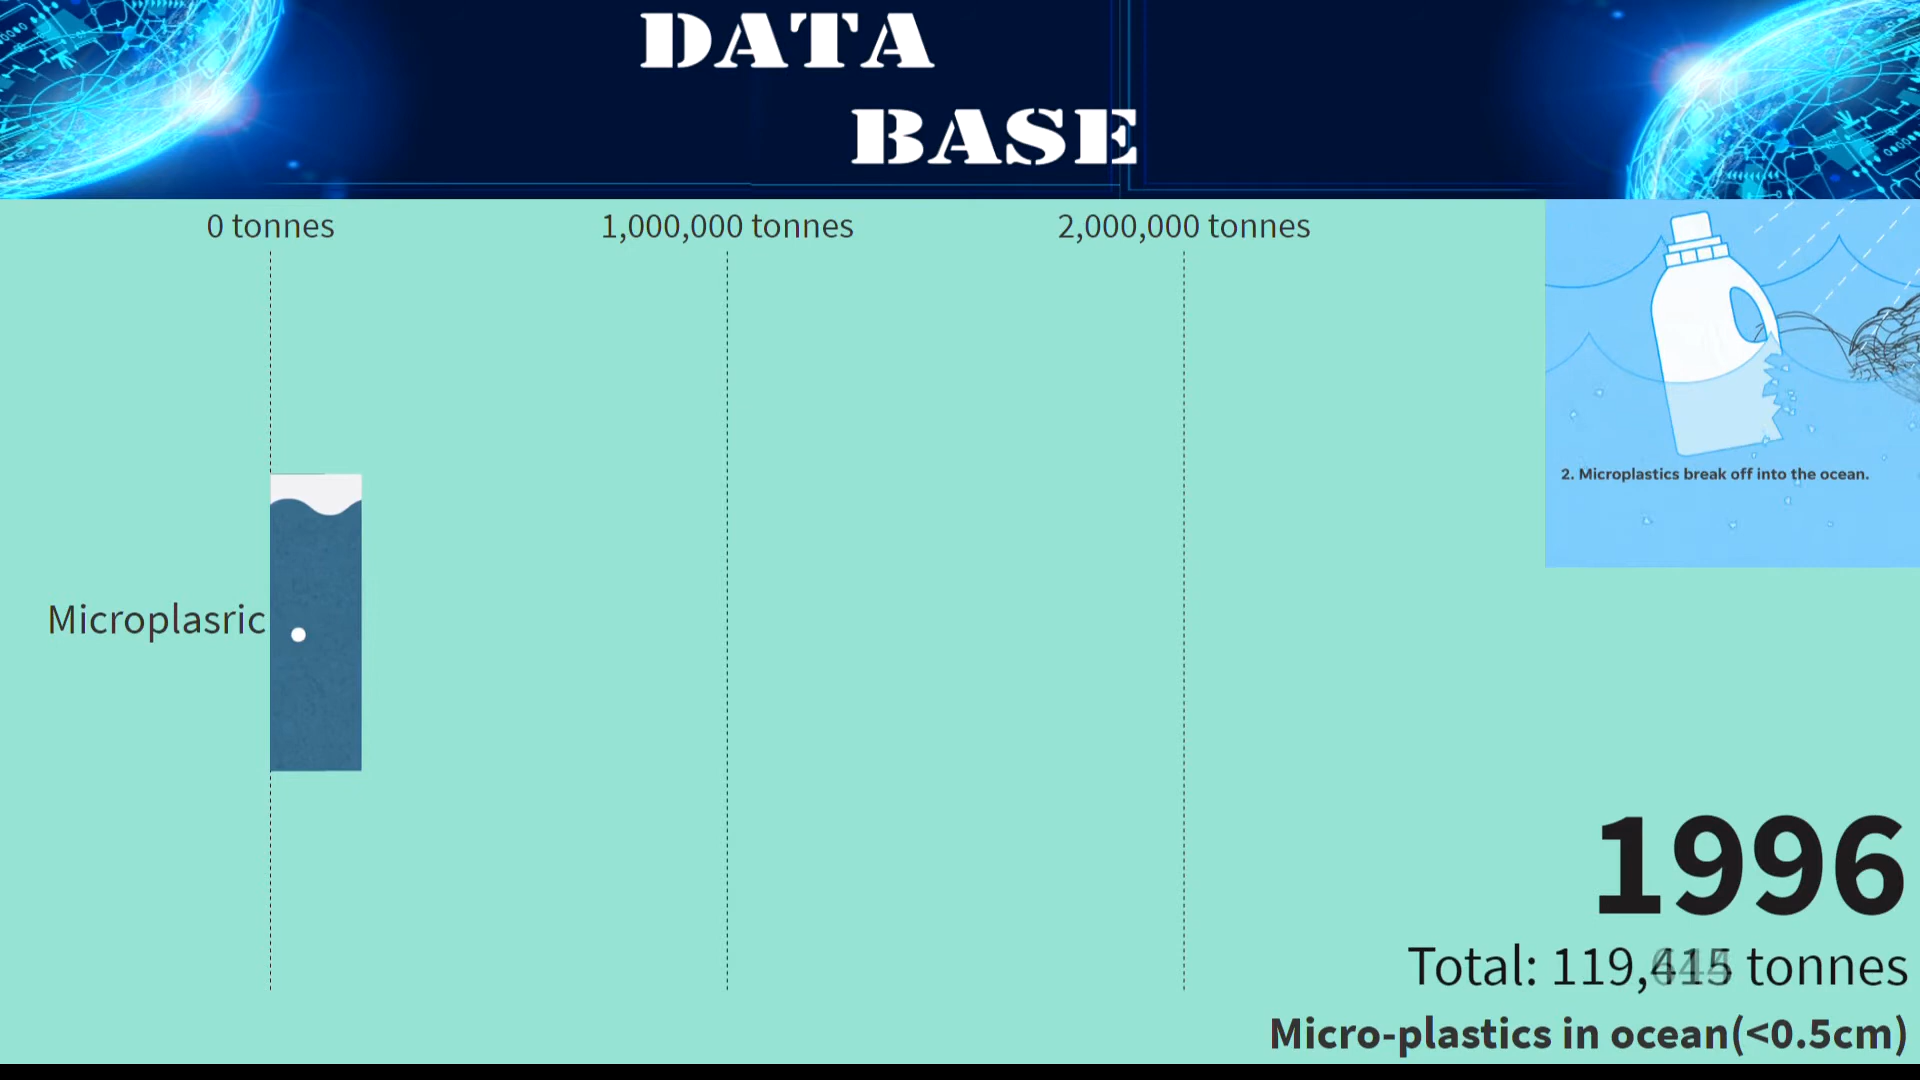 DATA
BASE
0 tonnes
1,000,000 tonnes
2,000,000 tonnes
2. Microplastics break off into the ocean.
Microplasric
1996
Total: 119, tonnes
Micro-plastics in ocean(<0.5cm)